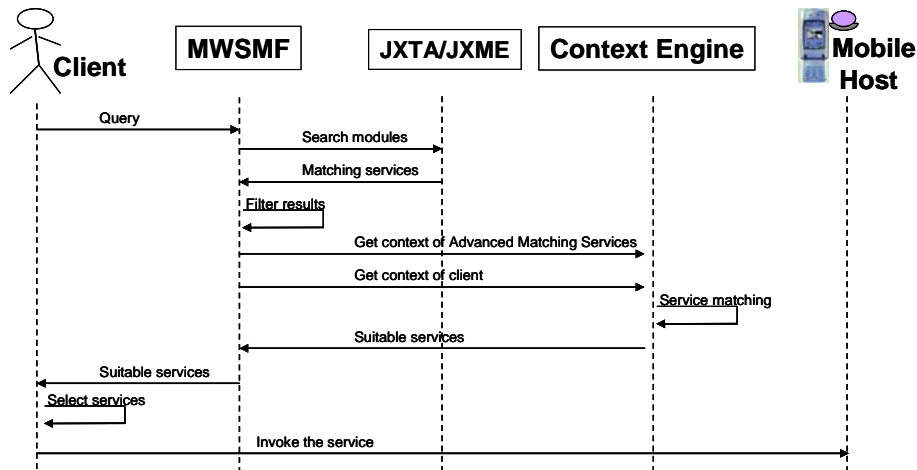 Client
MWSMF
JXTA/JXME
Context Engine
Mobile
Host
Query
Search modules
Matching services
Filter results
Get context of Advanced Matching Services
Get context of client
Service matching
Suitable services
Suitable services
Select services
Invoke the service